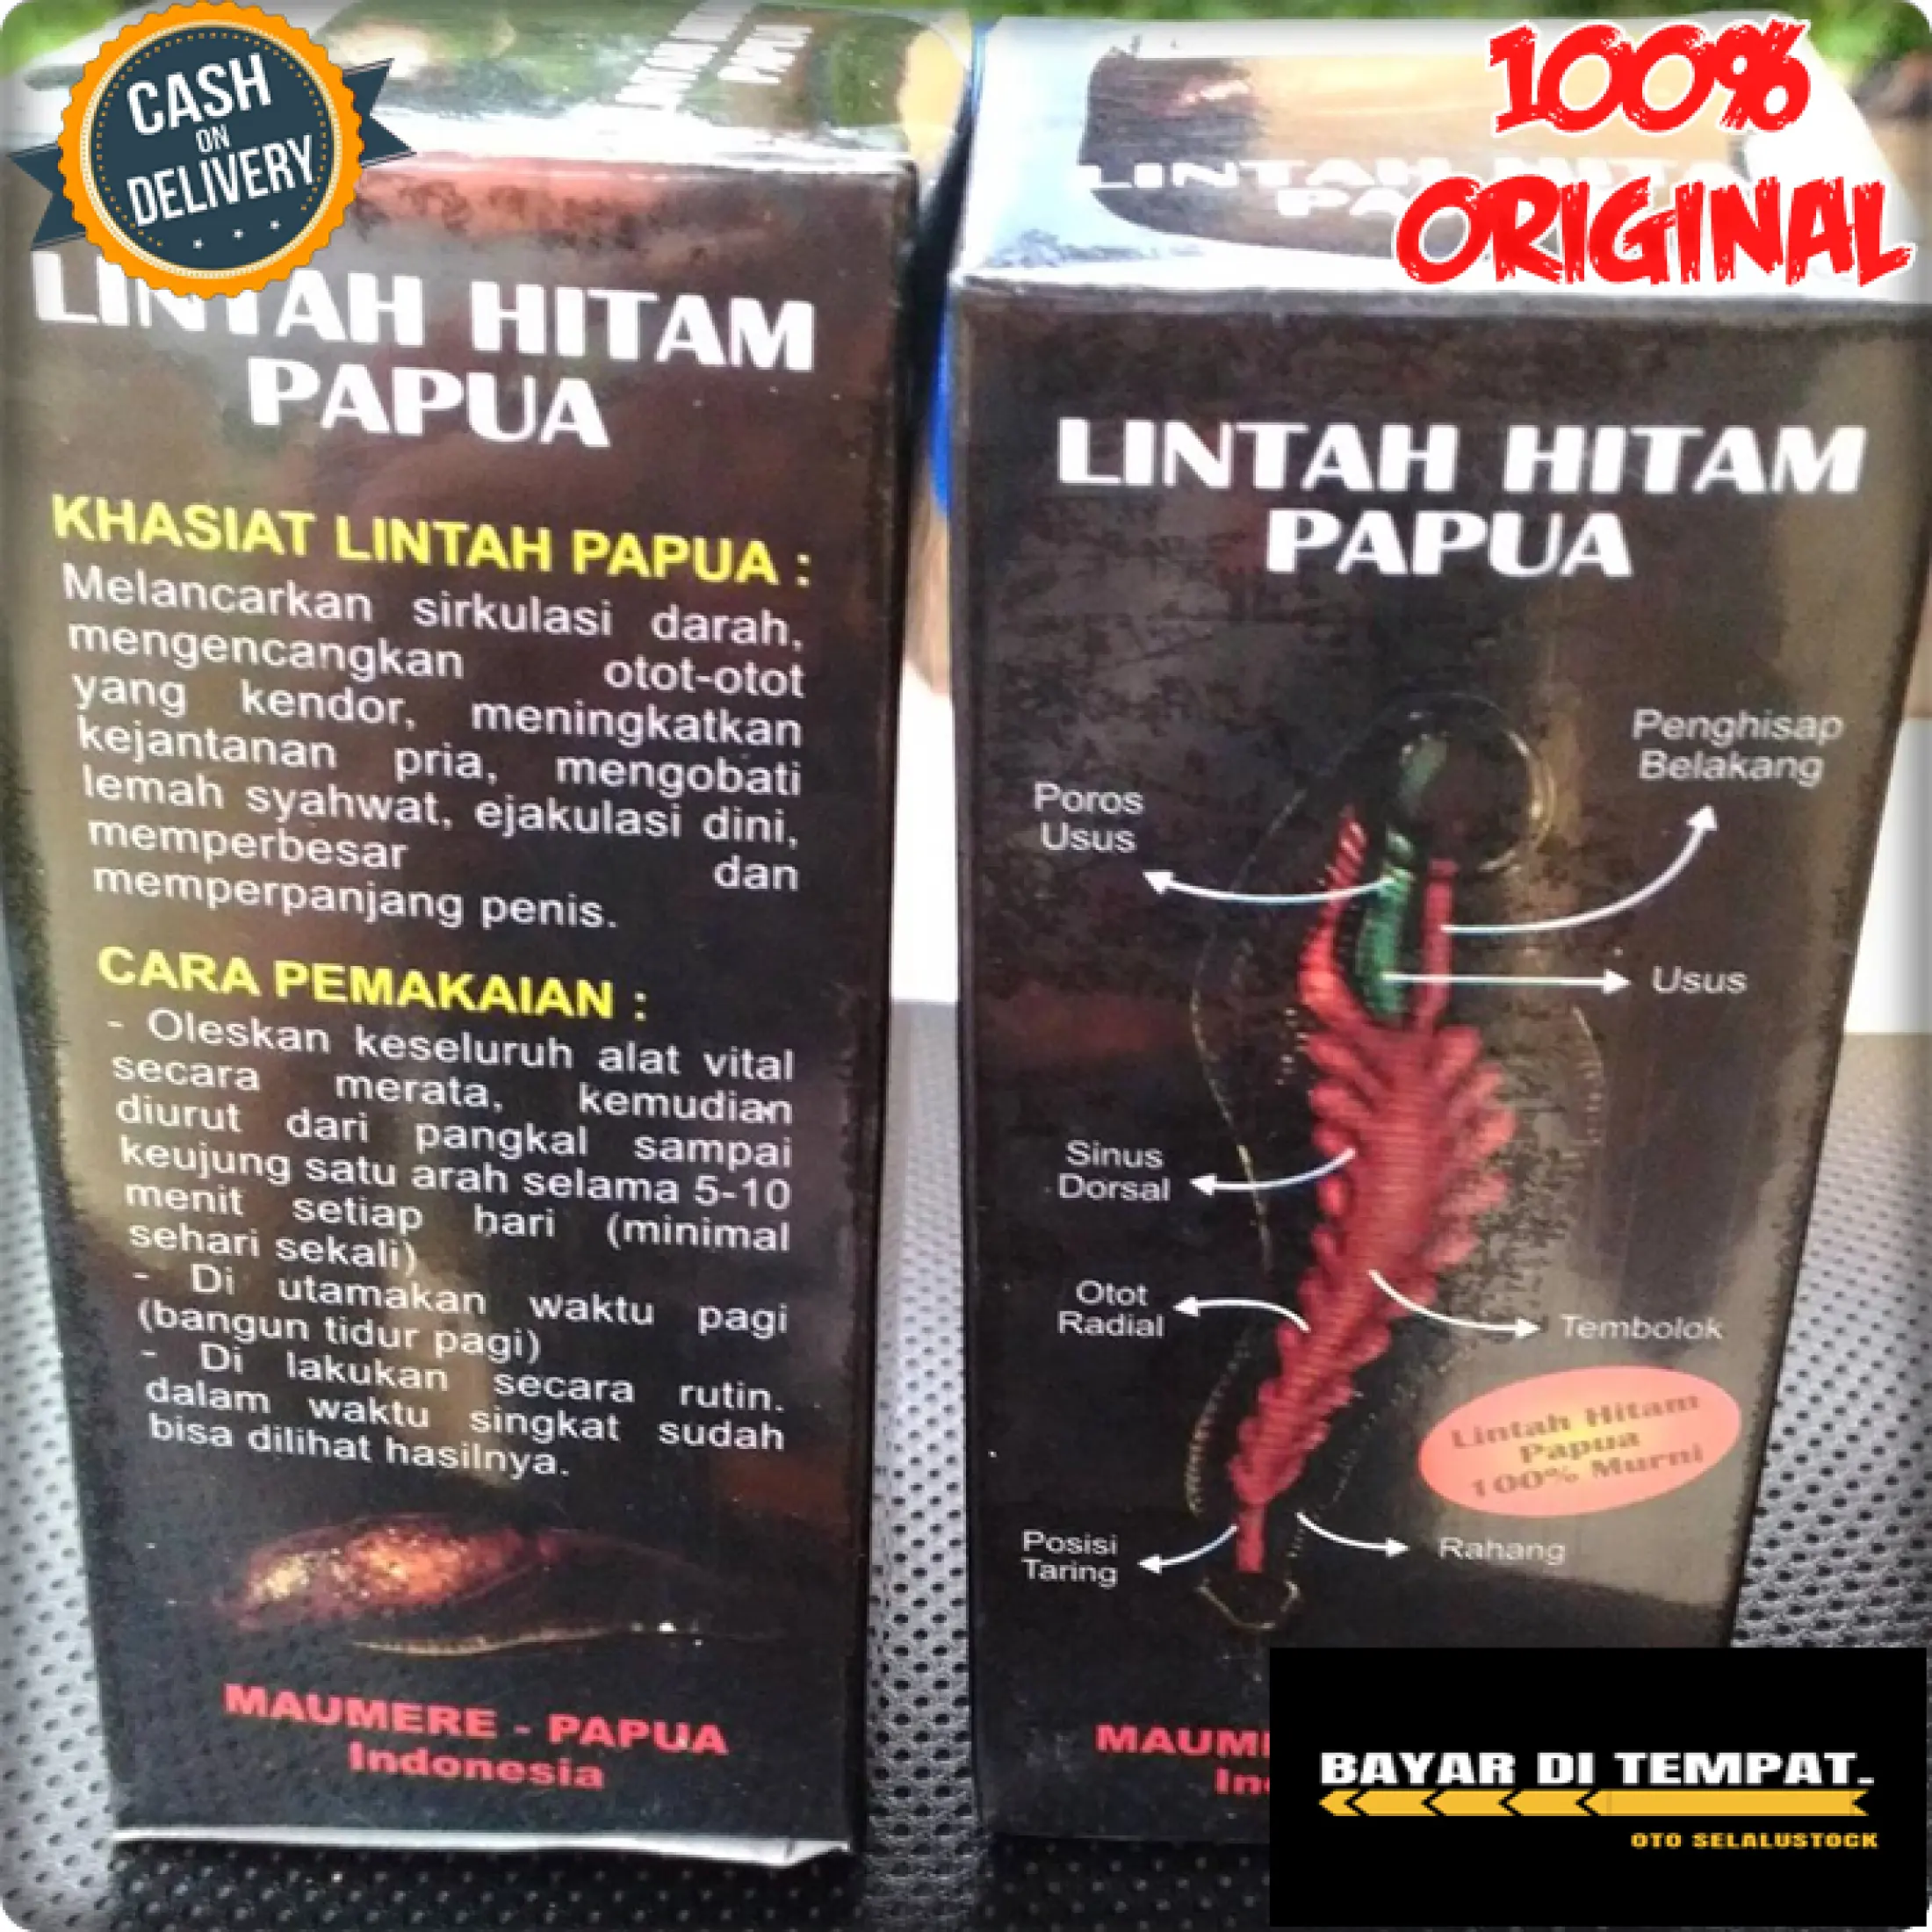 CASH
ON
DELIVERY
100%
ORIGINAL
LINTAH HITAM
PAPUA
KHASIAT LINTAH PAPUA :
Melancarkan sirkulasi darah,
mengencangkan otot-otot
yang kendor, meningkatkan
kejantanan pria, mengobati
lemah syahwat, ejakulasi dini,
memperbesar dan
memperpanjang penis.
CARA PEMAKAIAN :
- Oleskan keseluruh alat vital
secara merata, kemudian
diurut dari pangkal sampai
keujung satu arah selama 5-10
menit setiap hari (minimal
sehari sekali)
- Di utamakan waktu pagi
(bangun tidur pagi)
- Di lakukan secara rutin.
dalam waktu singkat sudah
bisa dilihat hasilnya.
MAUMERE - PAPUA
Indonesia
LINTAH HITAM
PAPUA
Penghisap
Belakang
Poros
Usus
Usus
Sinus
Dorsal
Otot
Radial
Tembolok
Lintah Hitam
Papua
100% Murni
Posisi
Taring
Rahang
BAYAR DI TEMPAT.
OTO SELALUSTOCK